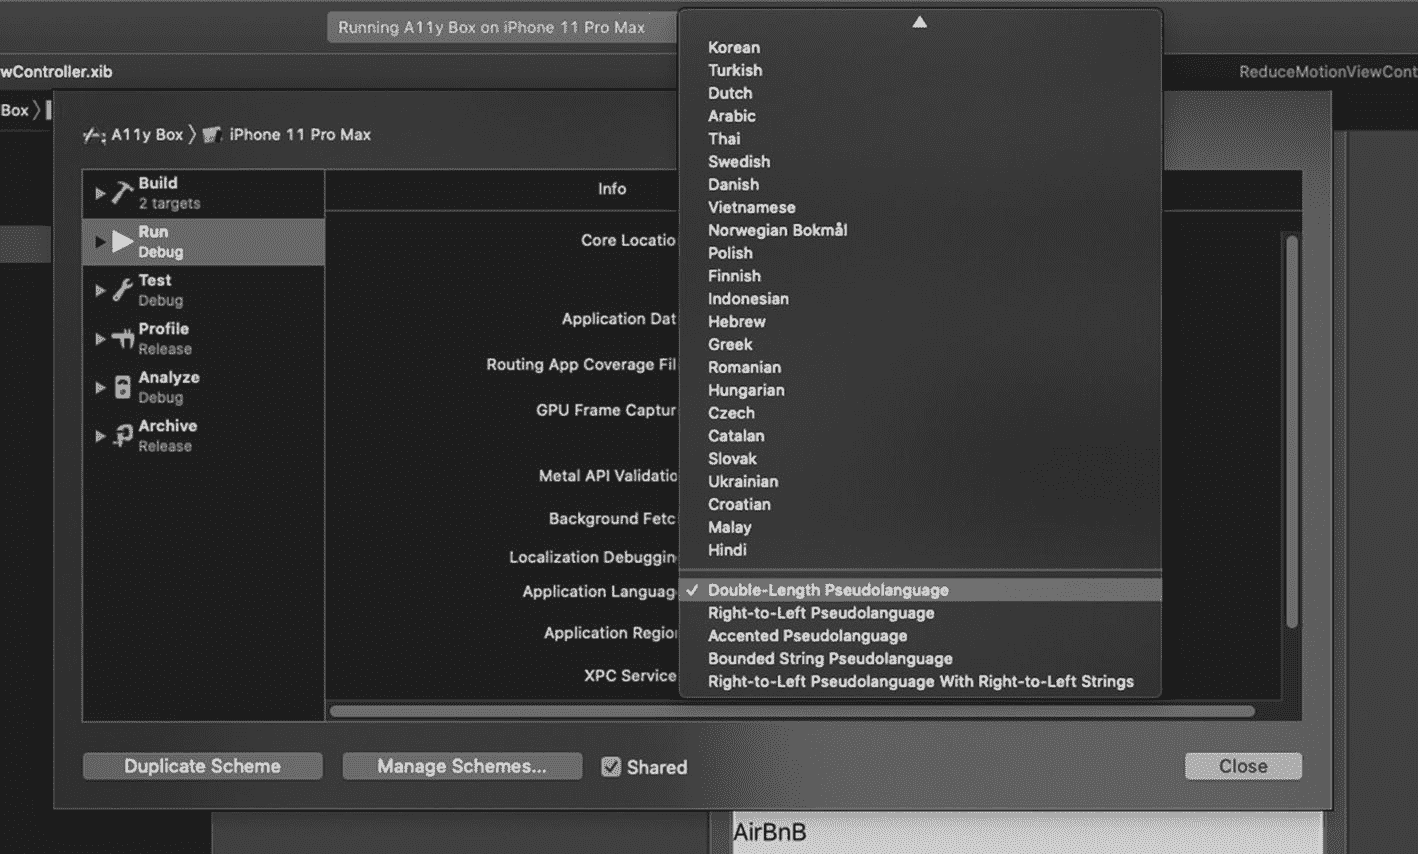 Running A11y Box on iPhone 11 Pro Max
wController.xib
ReduceMotionViewCont
Box
A11y Box
iPhone 11 Pro Max
Build
2 targets
Run
Debug
Test
Debug
Profile
Release
Analyze
Debug
Archive
Release
Info
Core Locatio
Application Dat
Routing App Coverage Fil
GPU Frame Captur
Metal API Validatio
Background Fetc
Localization Debuggin
Application Languag
Application Regio
XPC Service
Korean
Turkish
Dutch
Arabic
Thai
Swedish
Danish
Vietnamese
Norwegian Bokmål
Polish
Finnish
Indonesian
Hebrew
Greek
Romanian
Hungarian
Czech
Catalan
Slovak
Ukrainian
Croatian
Malay
Hindi
✓ Double-Length Pseudolanguage
Right-to-Left Pseudolanguage
Accented Pseudolanguage
Bounded String Pseudolanguage
Right-to-Left Pseudolanguage With Right-to-Left Strings
Duplicate Scheme
Manage Schemes...
Shared
Close
AirBnB